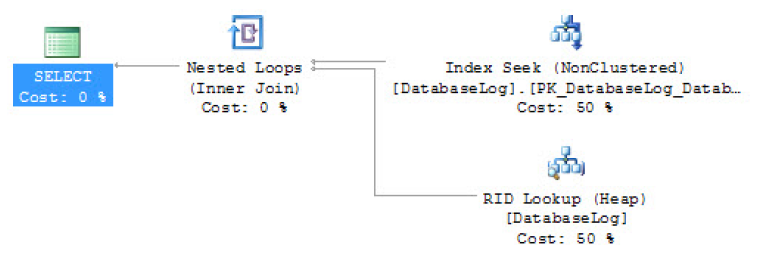 SELECT
Cost: 0 %
Nested Loops
(Inner Join)
Cost: 0 %
Index Seek (NonClustered)
[DatabaseLog].[PK_DatabaseLog_Datab…
Cost: 50 %
RID Lookup (Heap)
[DatabaseLog]
Cost: 50 %